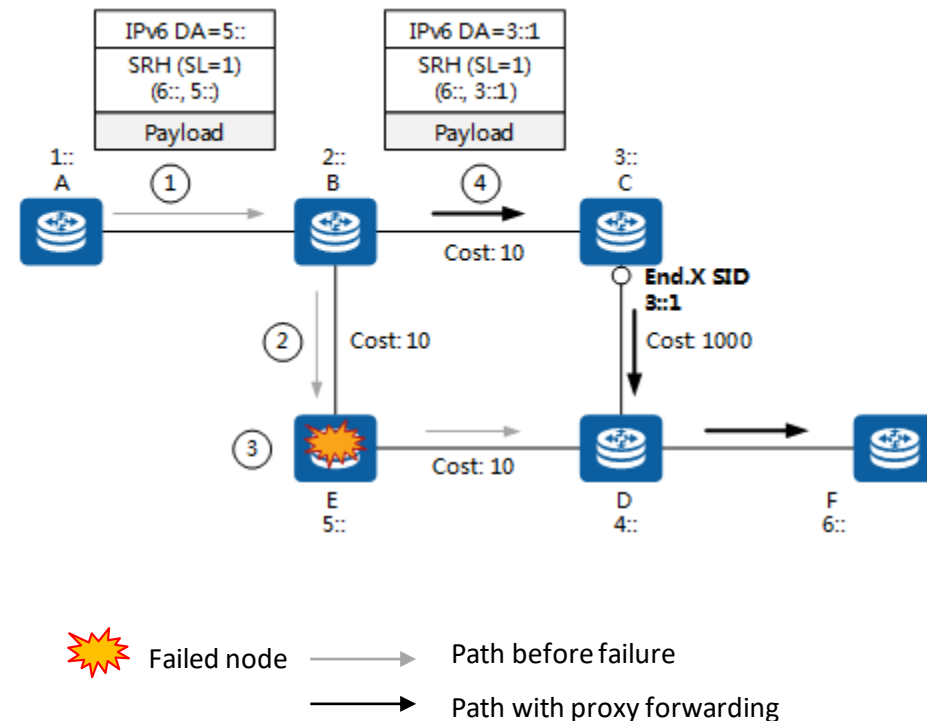 IPv6 DA=5::
SRH (SL=1)
(6::, 5::)
Payload
IPv6 DA=3::1
SRH (SL=1)
(6::, 3::1)
Payload
1::
A
1
2::
B
4
3::
C
Cost: 10
End.X SID
3::1
2
Cost: 10
Cost: 1000
3
Cost: 10
E
5::
D
4::
F
6::
Failed node
Path before failure
Path with proxy forwarding